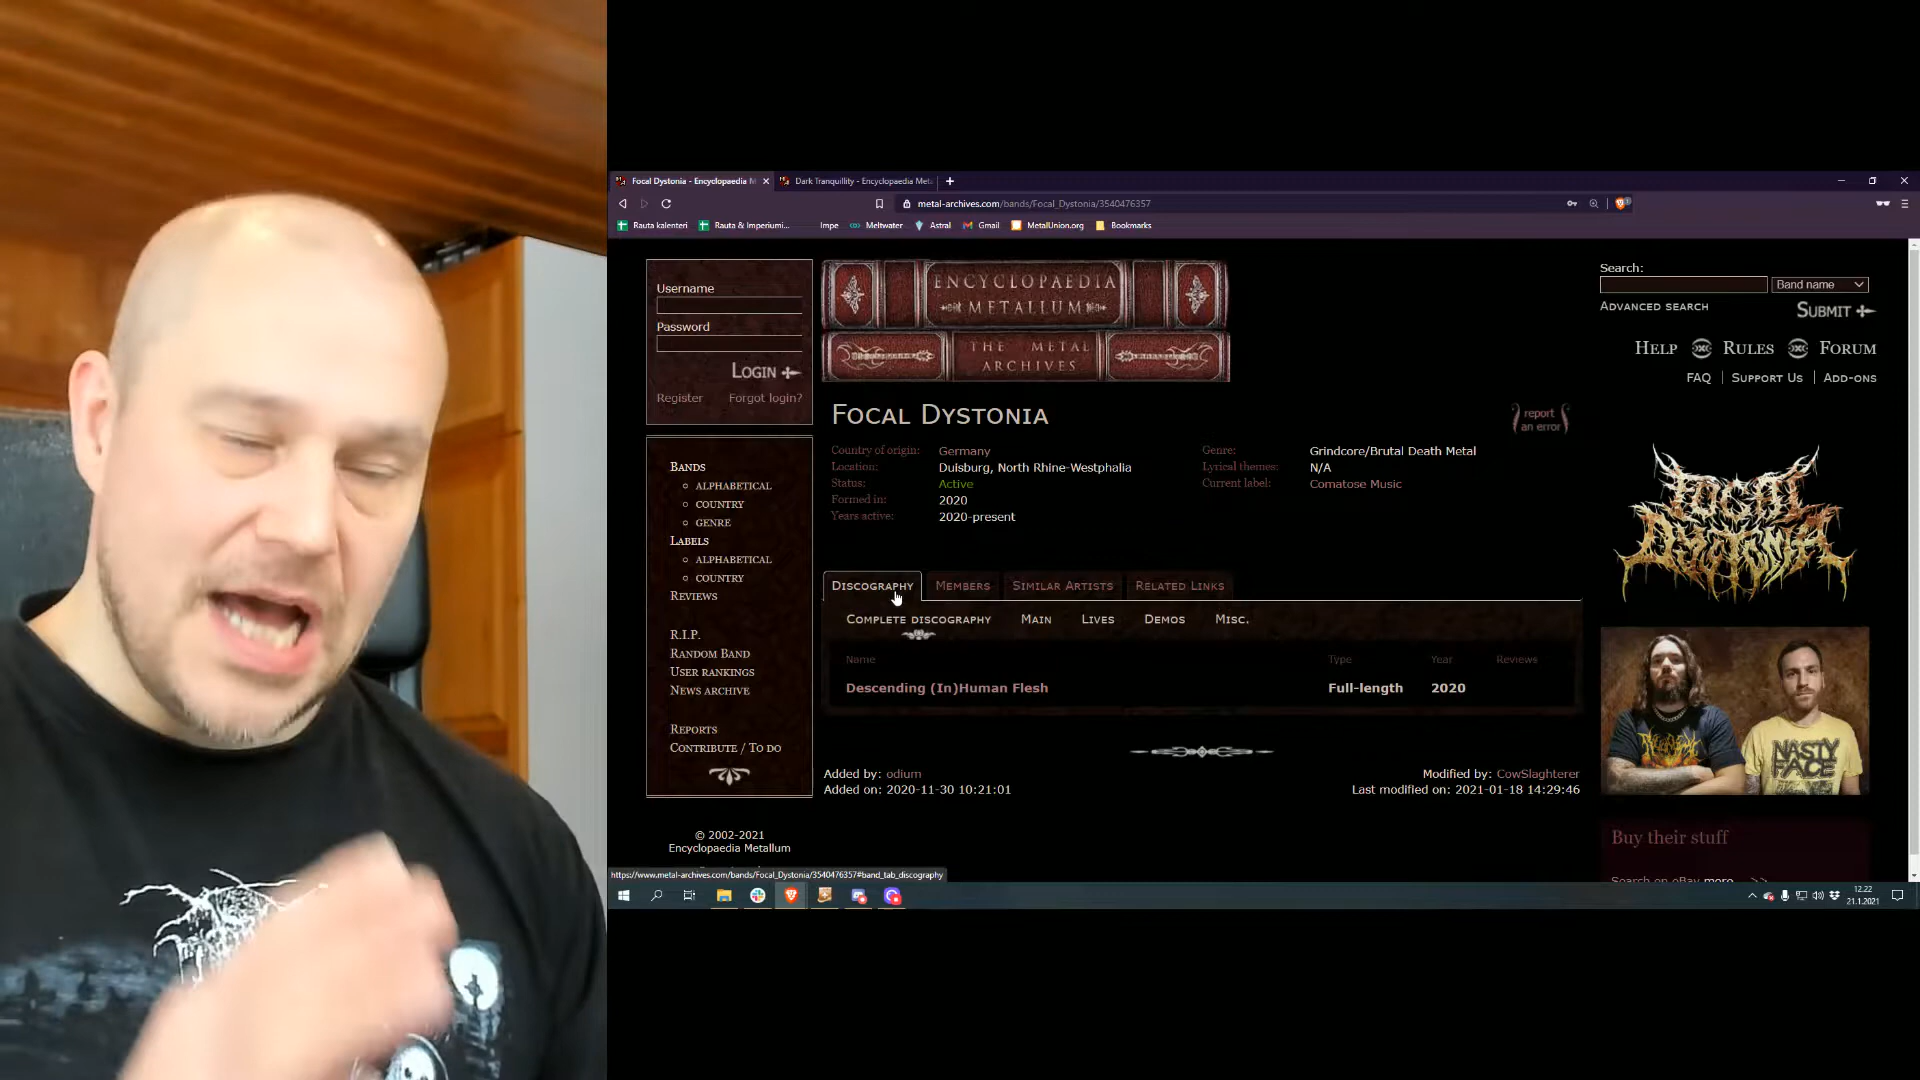 Focal Dystonia - Encyclopaedia M
Dark Tranquillity - Encyclopaedia Met
metal-archives.com/bands/Focal_Dystonia/3540476357
Rauta kalenteri
Rauta & Imperiumi...
Impe
Meltwater
Astral
Gmail
MetalUnion.org
Bookmarks
Username
Password
LOGIN
Register
Forgot login?
ENCYCLOPAEDIA
METALLUM
THE METAL
ARCHIVES
Search:
Band name
ADVANCED SEARCH
SUBMIT
HELP
RULES
FORUM
FAQ
SUPPORT US
ADD-ONS
BANDS
ALPHABETICAL
COUNTRY
GENRE
LABELS
ALPHABETICAL
COUNTRY
REVIEWS
R.I.P.
RANDOM BAND
USER RANKINGS
NEWS ARCHIVE
REPORTS
CONTRIBUTE / TO DO
© 2002-2021
Encyclopaedia Metallum
FOCAL DYSTONIA
report
an error
Country of origin: Germany
Location: Duisburg, North Rhine-Westphalia
Status: Active
Formed in: 2020
Years active: 2020-present
Genre: Grindcore/Brutal Death Metal
Lyrical themes: N/A
Current label: Comatose Music
DISCOGRAPHY
MEMBERS
SIMILAR ARTISTS
RELATED LINKS
COMPLETE DISCOGRAPHY
MAIN
LIVES
DEMOS
MISC.
Name Type Year Reviews
Descending (In)Human Flesh Full-length 2020
Added by: odium
Added on: 2020-11-30 10:21:01
Modified by: CowSlaghterer
Last modified on: 2021-01-18 14:29:46
FOCAL
DYSTONIA
NASTY
FACE
Buy their stuff
Search on eBay more
https://www.metal-archives.com/bands/Focal_Dystonia/3540476357#band_tab_discography
12.22
21.1.2021